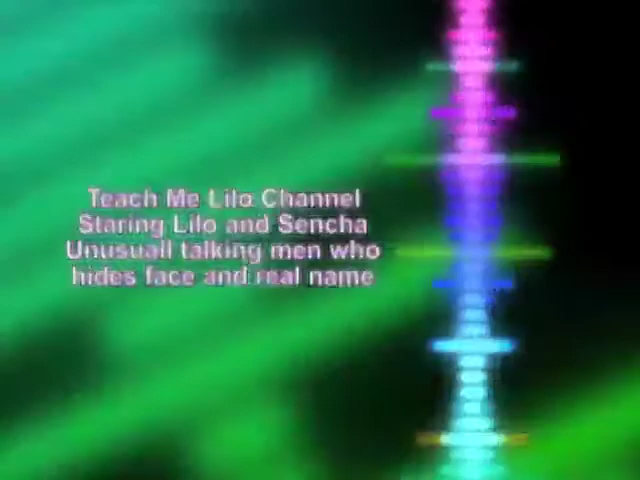 Teach Me Lilo Channel
Staring Lilo and Sencha
Unusuall talking men who
hides face and real name